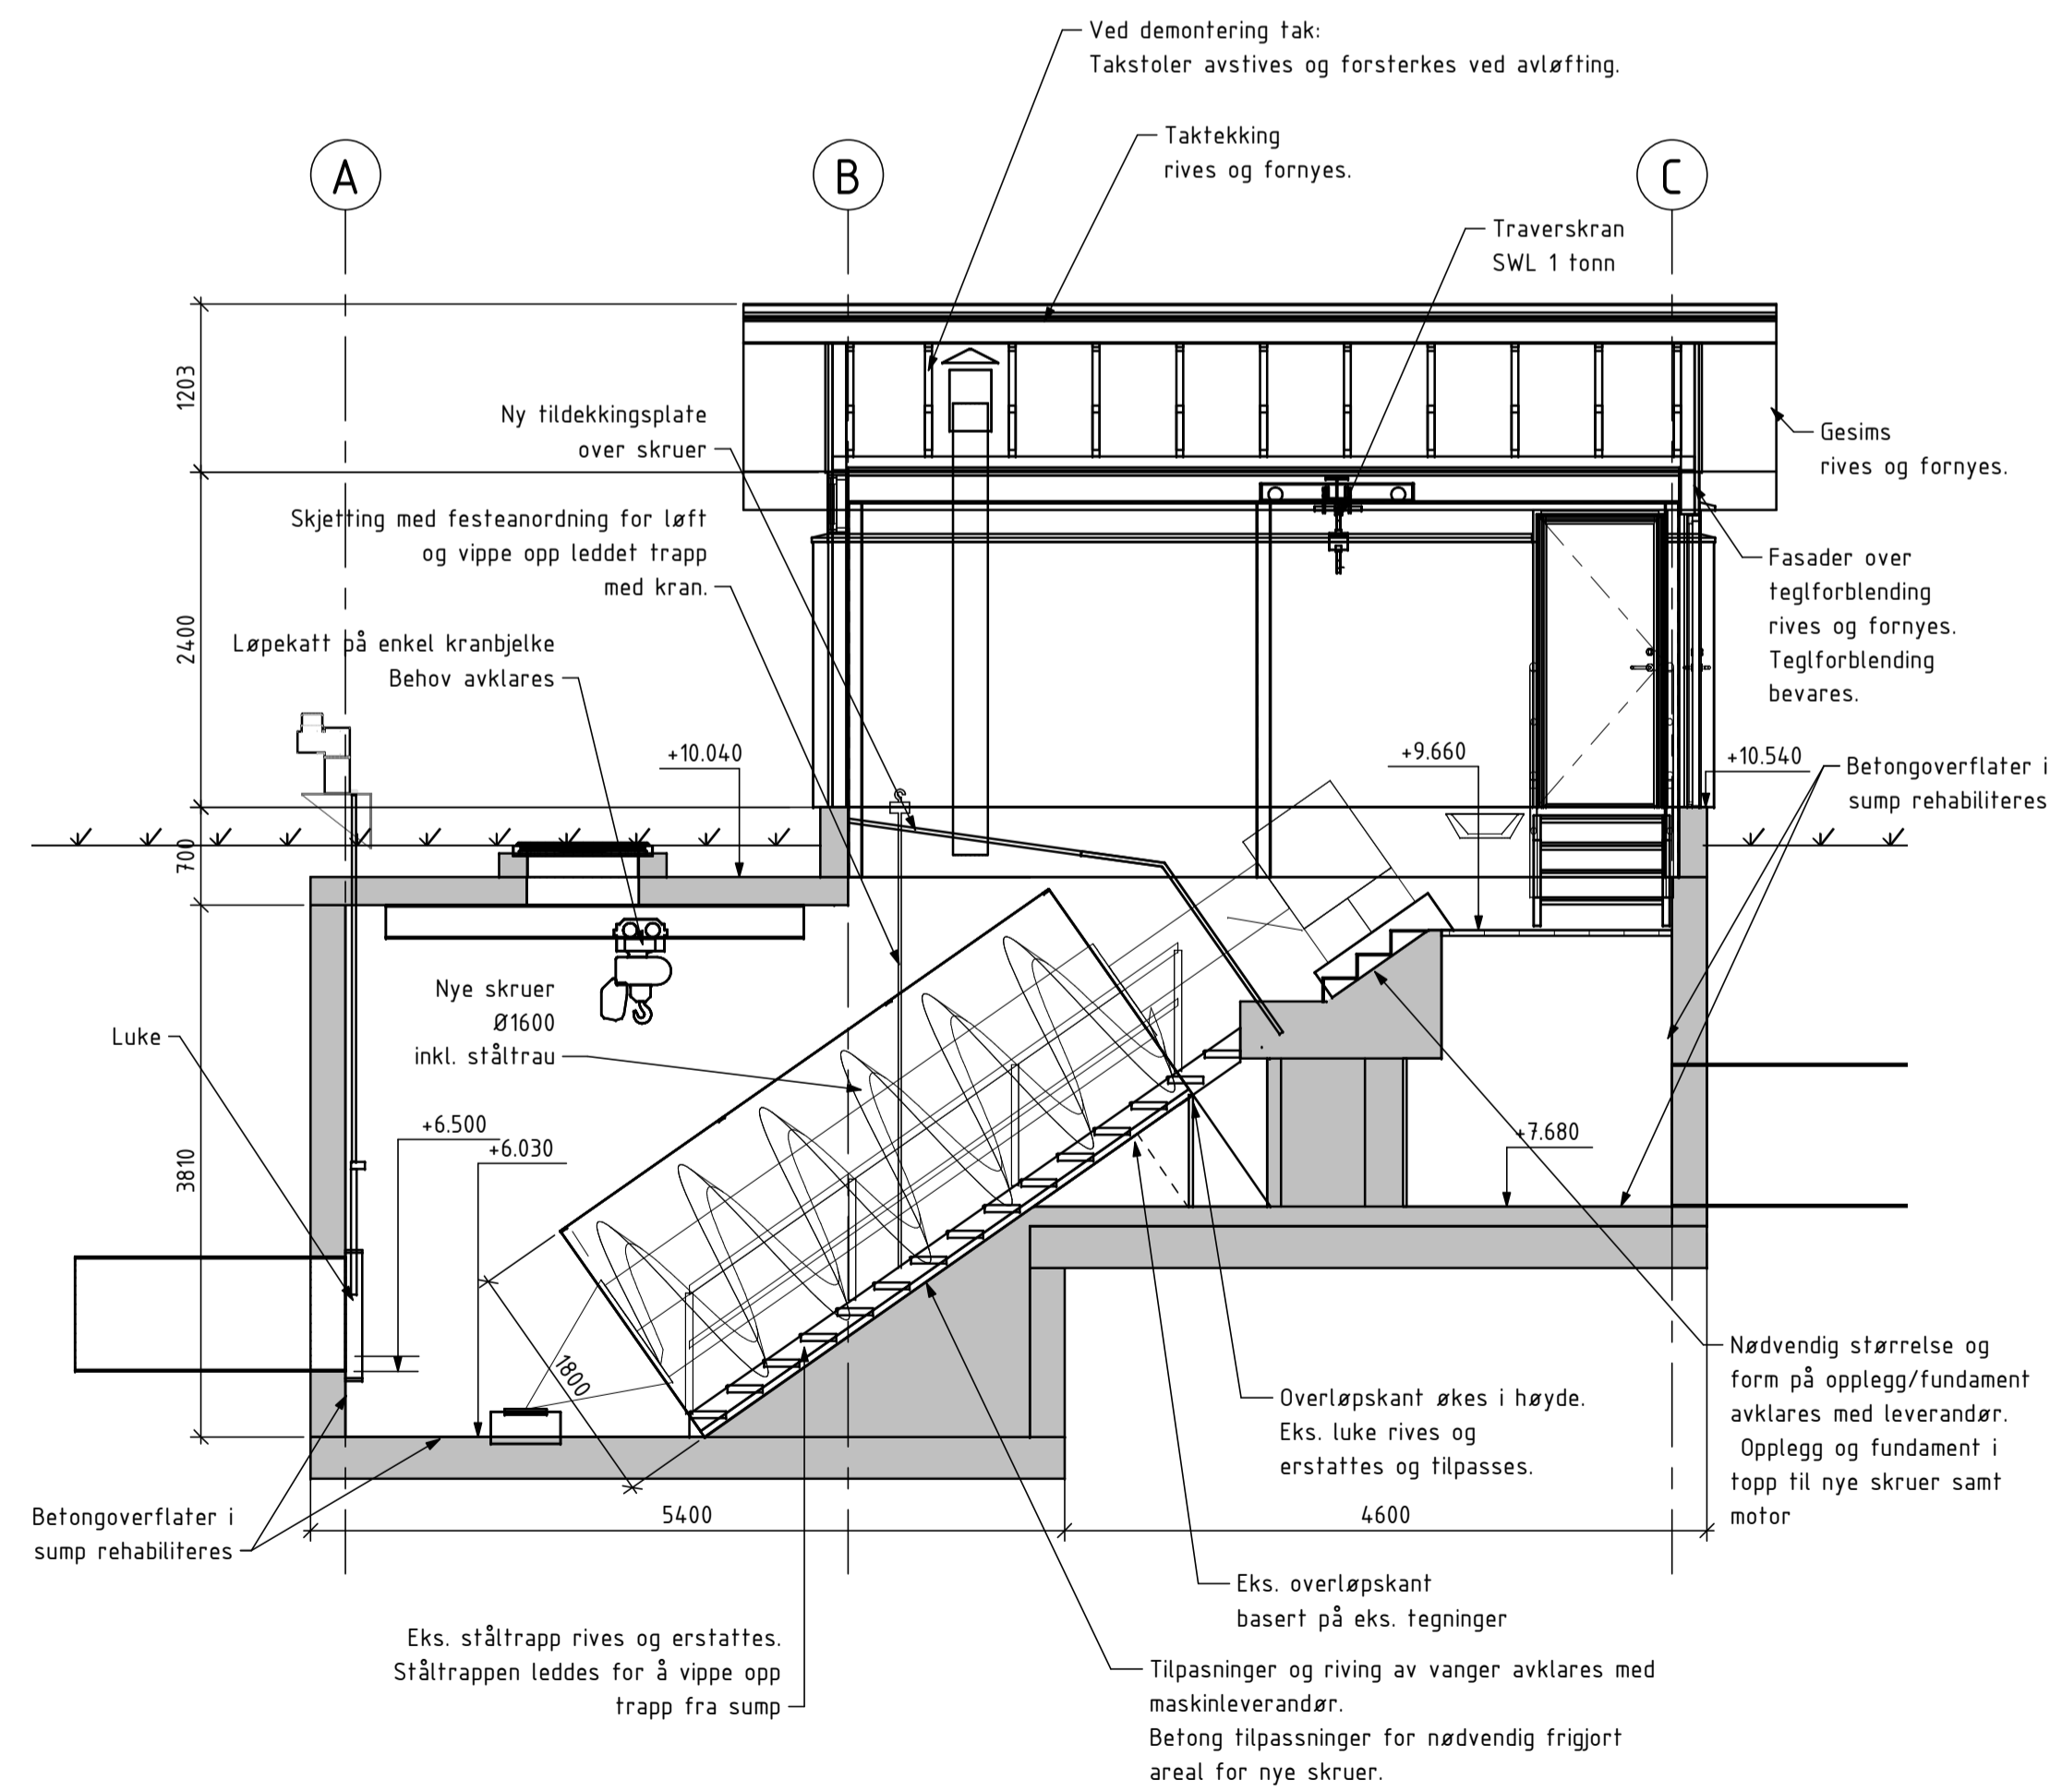 Ved demontering tak:
Takstoler avstives og forsterkes ved avløfting.
Taktekking
rives og fornyes.
A
B
C
Traverskran
SWL 1 tonn
1203
Ny tildekkingsplate
over skruer
Gesims
rives og fornyes.
Skjetting med festeanordning for løft
og vippe opp leddet trapp
med kran.
Fasader over
teglforblending
rives og fornyes.
Teglforblending
bevares.
2400
Løpekatt på enkel kranbjelke
Behov avklares
+10.040
+9.660
+10.540
Betongoverflater i
sump rehabiliteres
700
Nye skruer
Ø1600
inkl. ståltrau
Luke
+6.500
+6.030
+7.680
3810
1800
Nødvendig størrelse og
form på opplegg/fundament
avklares med leverandør.
Opplegg og fundament i
topp til nye skruer samt
motor
Overløpskant økes i høyde.
Eks. luke rives og
erstattes og tilpasses.
Betongoverflater i
sump rehabiliteres
5400
4600
Eks. overløpskant
basert på eks. tegninger
Eks. ståltrapp rives og erstattes.
Ståltrappen leddes for å vippe opp
trapp fra sump
Tilpasninger og riving av vanger avklares med
maskinleverandør.
Betong tilpassninger for nødvendig frigjort
areal for nye skruer.